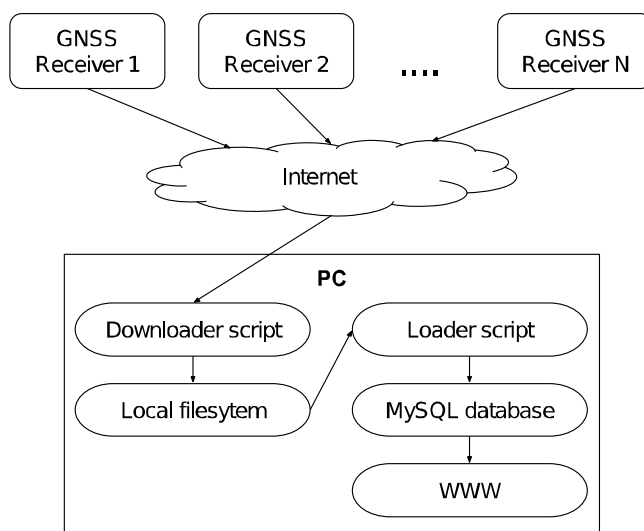 GNSS
Receiver 1
GNSS
Receiver 2
....
GNSS
Receiver N
Internet
PC
Downloader script
Loader script
Local filesytem
MySQL database
WWW